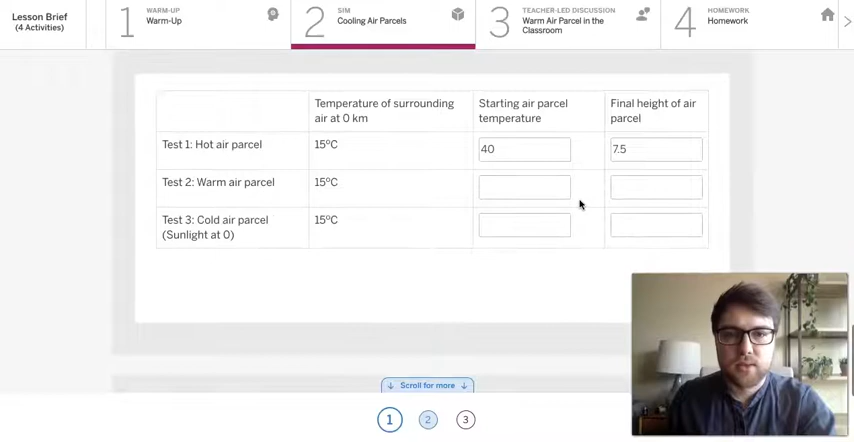 Lesson Brief
(4 Activities)
1
WARM-UP
Warm-Up
2
SIM
Cooling Air Parcels
3
TEACHER-LED DISCUSSION
Warm Air Parcel in the
Classroom
4
HOMEWORK
Homework
Temperature of surrounding
air at 0 km
Starting air parcel
temperature
Final height of air
parcel
Test 1: Hot air parcel
15ºC
40
7.5
Test 2: Warm air parcel
15ºC
Test 3: Cold air parcel
(Sunlight at 0)
15ºC
Scroll for more
1
2
3